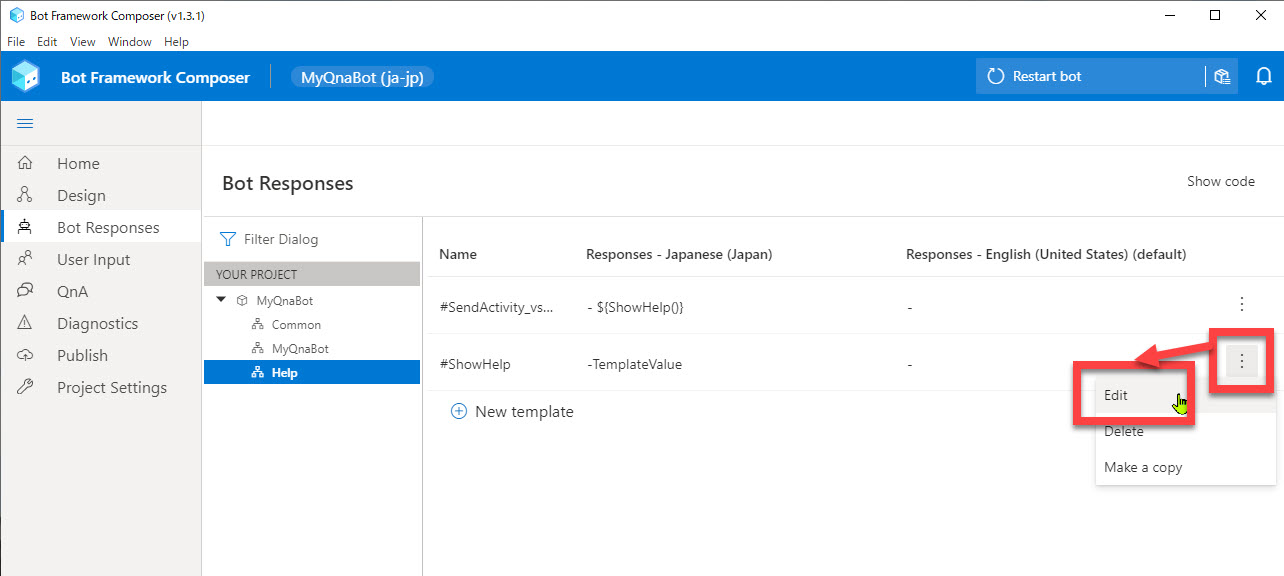 Bot Framework Composer (v1.3.1)
File Edit View Window Help
Bot Framework Composer MyQnaBot (ja-jp) Restart bot
Home
Design
Bot Responses
User Input
QnA
Diagnostics
Publish
Project Settings
Bot Responses
Show code
Filter Dialog
YOUR PROJECT
MyQnaBot
Common
MyQnaBot
Help
Name Responses - Japanese (Japan) Responses - English (United States) (default)
#SendActivity_vs... - ${ShowHelp()} -
#ShowHelp -TemplateValue -
New template
Edit
Delete
Make a copy